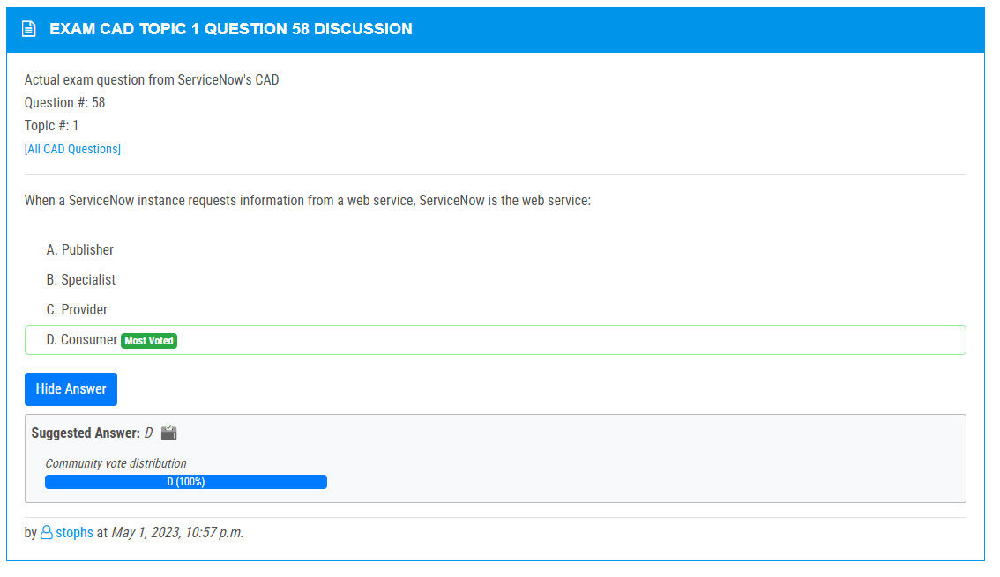 EXAM CAD TOPIC 1 QUESTION 58 DISCUSSION
Actual exam question from ServiceNow's CAD
Question #: 58
Topic #: 1
[All CAD Questions]
When a ServiceNow instance requests information from a web service, ServiceNow is the web service:
A. Publisher
B. Specialist
C. Provider
D. Consumer Most Voted
Hide Answer
Suggested Answer: D
Community vote distribution
D (100%)
by stophs at May 1, 2023, 10:57 p.m.